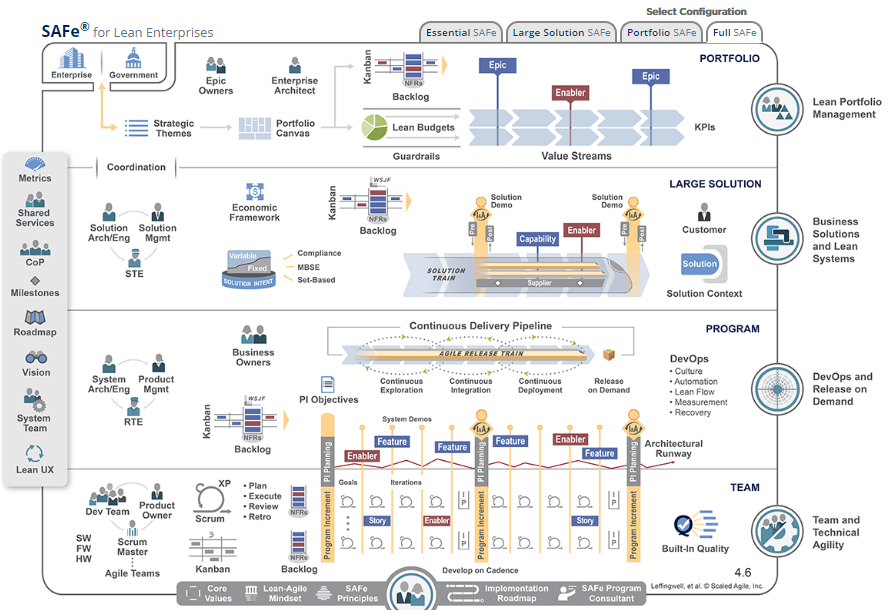 Select Configuration
SAFe® for Lean Enterprises
Essential SAFe
Large Solution SAFe
Portfolio SAFe
Full SAFe
PORTFOLIO
Enterprise
Government
Epic
Owners
Enterprise
Architect
Kanban
NFRs
Backlog
Epic
Enabler
Epic
Strategic
Themes
Portfolio
Canvas
Lean Budgets
Guardrails
Value Streams
KPIs
Lean Portfolio
Management
Metrics
Shared
Services
CoP
Milestones
Roadmap
Vision
System
Team
Lean UX
Coordination
LARGE SOLUTION
Solution
Arch/Eng
Solution
Mgmt
STE
Economic
Framework
Kanban
WSJF
NFRs
Backlog
Variable
Fixed
SOLUTION INTENT
Compliance
MBSE
Set-Based
Solution
Demo
Solution
Demo
I&A
I&A
Pre
Post
Pre
Post
Capability
Enabler
SOLUTION
TRAIN
Supplier
Customer
Solution
Solution Context
Business
Solutions
and Lean
Systems
PROGRAM
System
Arch/Eng
Product
Mgmt
RTE
Business
Owners
Kanban
WSJF
NFRs
Backlog
Continuous Delivery Pipeline
AGILE RELEASE TRAIN
Continuous
Exploration
Continuous
Integration
Continuous
Deployment
Release
on Demand
DevOps
• Culture
• Automation
• Lean Flow
• Measurement
• Recovery
DevOps and
Release on
Demand
PI Objectives
System Demos
I&A
I&A
Enabler
Feature
Feature
Feature
Enabler
Feature
Architectural
Runway
PI Planning
PI Planning
PI Planning
TEAM
Dev Team
Product
Owner
Scrum
Master
Agile Teams
SW
FW
HW
XP
Scrum
• Plan
• Execute
• Review
• Retro
Kanban
3
NFRs
NFRs
Backlog
Program Increment
Program Increment
Program Increment
Goals
Iterations
Story
Enabler
Story
I
P
I
P
I
P
I
P
Develop on Cadence
Built-In Quality
4.6
Leffingwell, et al. © Scaled Agile, Inc.
Team and
Technical
Agility
Core
Values
Lean-Agile
Mindset
SAFe
Principles
Implementation
Roadmap
SAFe Program
Consultant